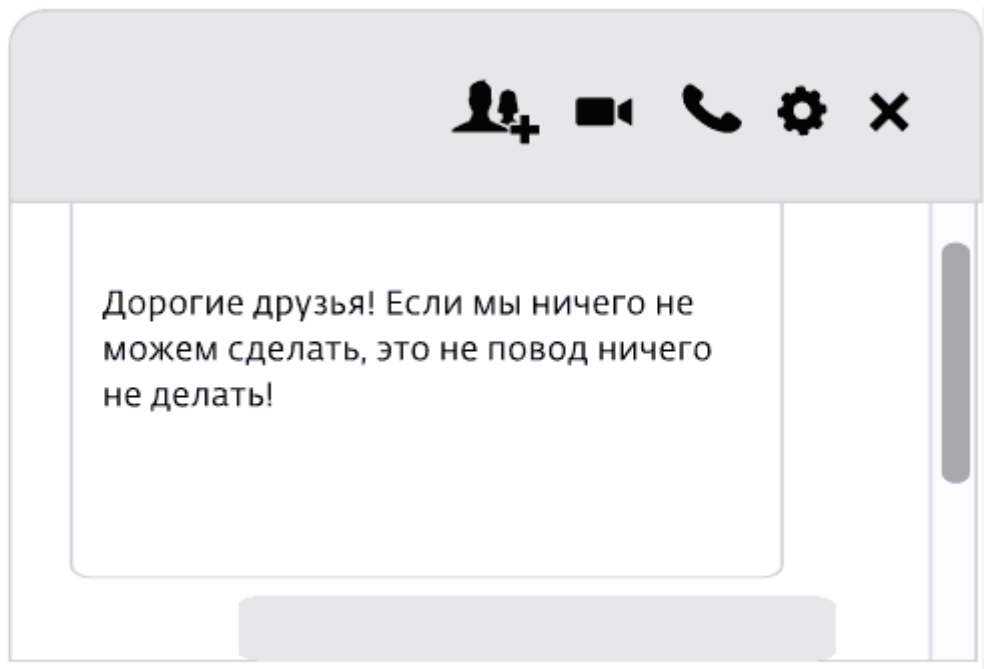 Дорогие друзья! Если мы ничего не
можем сделать, это не повод ничего
не делать!